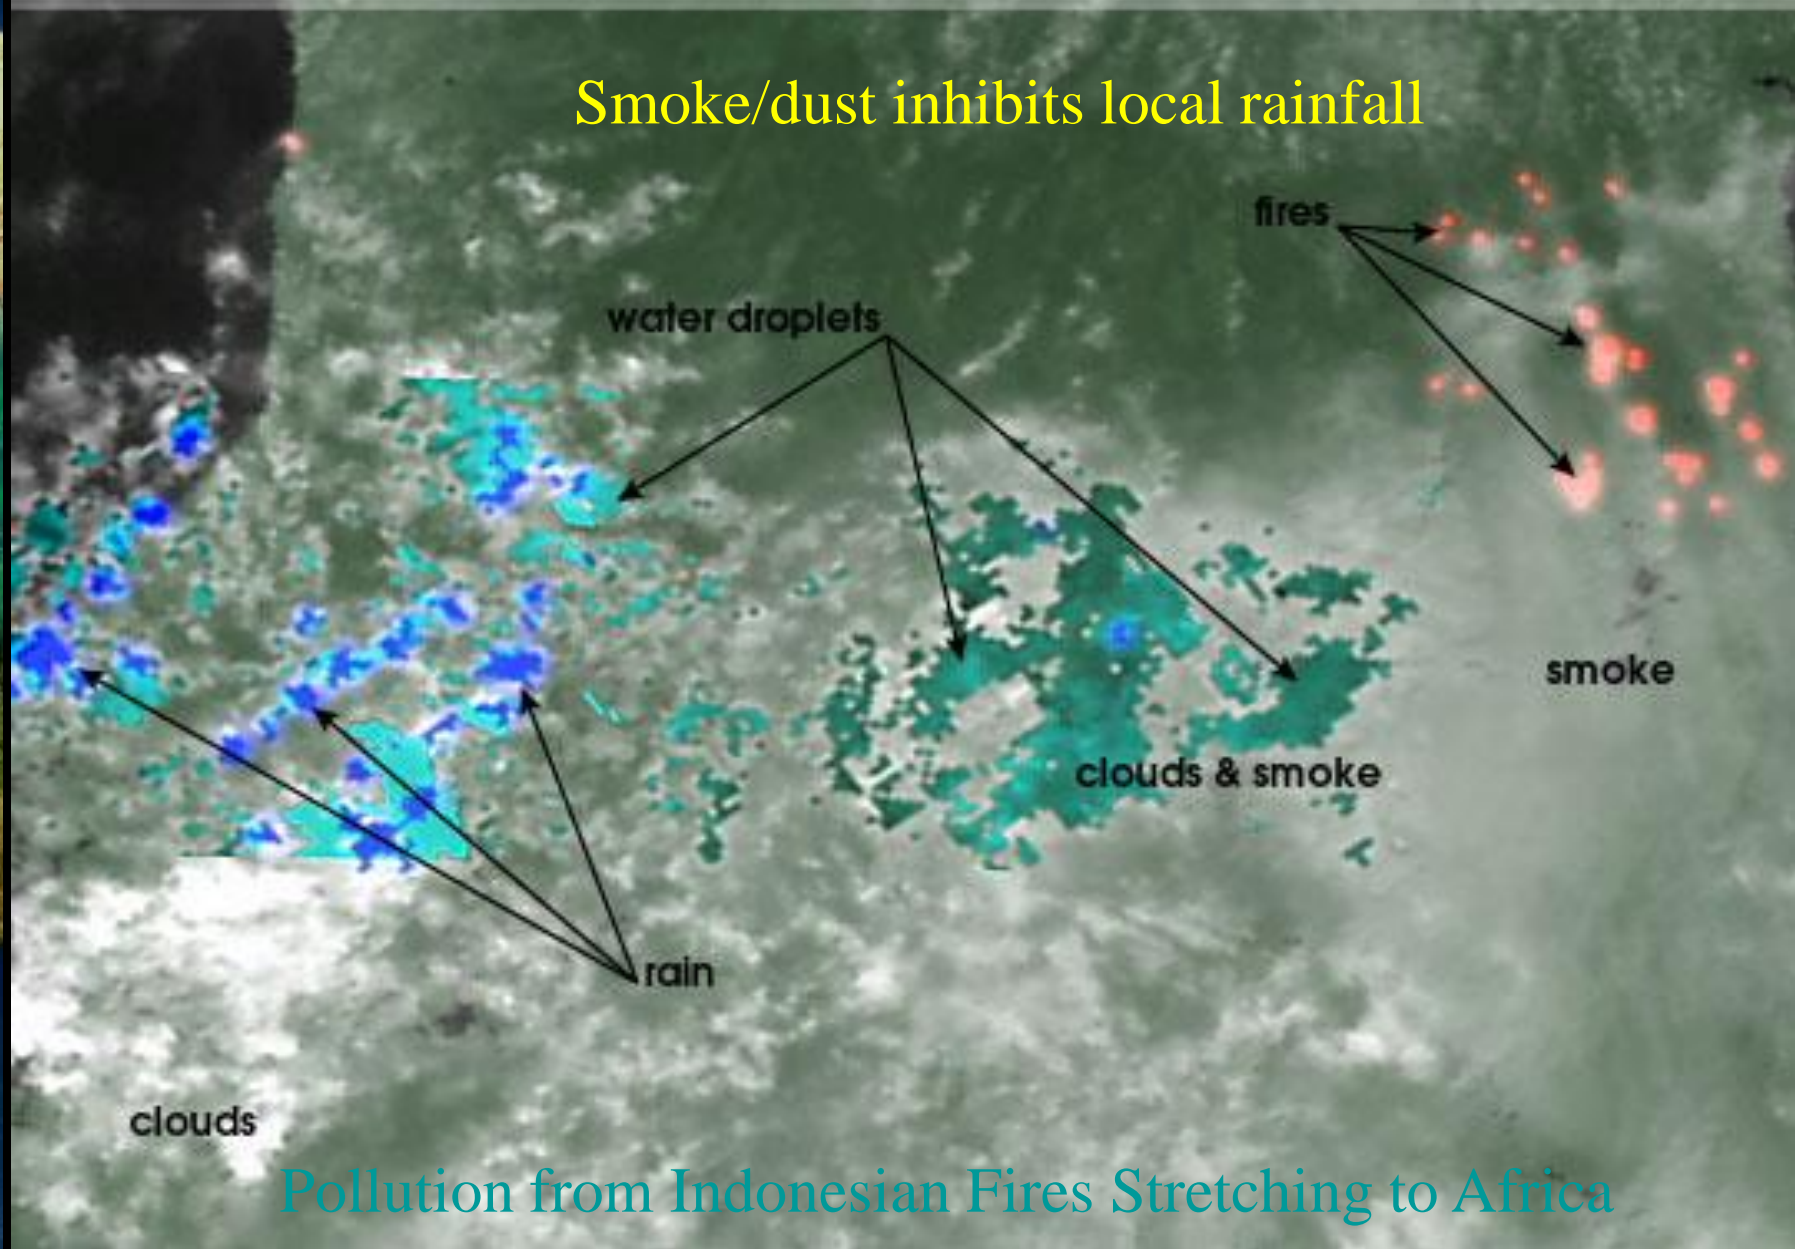 Smoke/dust inhibits local rainfall
fires
water droplets
smoke
clouds & smoke
rain
clouds
Pollution from Indonesian Fires Stretching to Africa